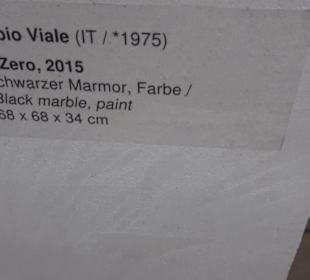 bio Viale (IT / *1975)
Zero, 2015
chwarzer Marmor, Farbe /
Black marble, paint
68 x 68 x 34 cm